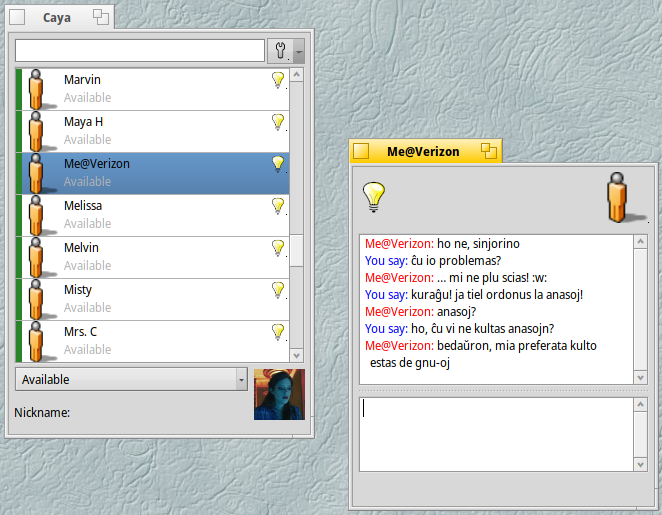 Caya
Marvin
Available
Maya H
Available
Me@Verizon
Available
Melissa
Available
Melvin
Available
Misty
Available
Mrs. C
Available
Available
Nickname:
Me@Verizon
Me@Verizon: ho ne, sinjorino
You say: ĉu io problemas?
Me@Verizon: ... mi ne plu scias! :w:
You say: kuraĝu! ja tiel ordonus la anasoj!
Me@Verizon: anasoj?
You say: ho, ĉu vi ne kultas anasojn?
Me@Verizon: bedaŭron, mia preferata kulto
estas de gnu-oj